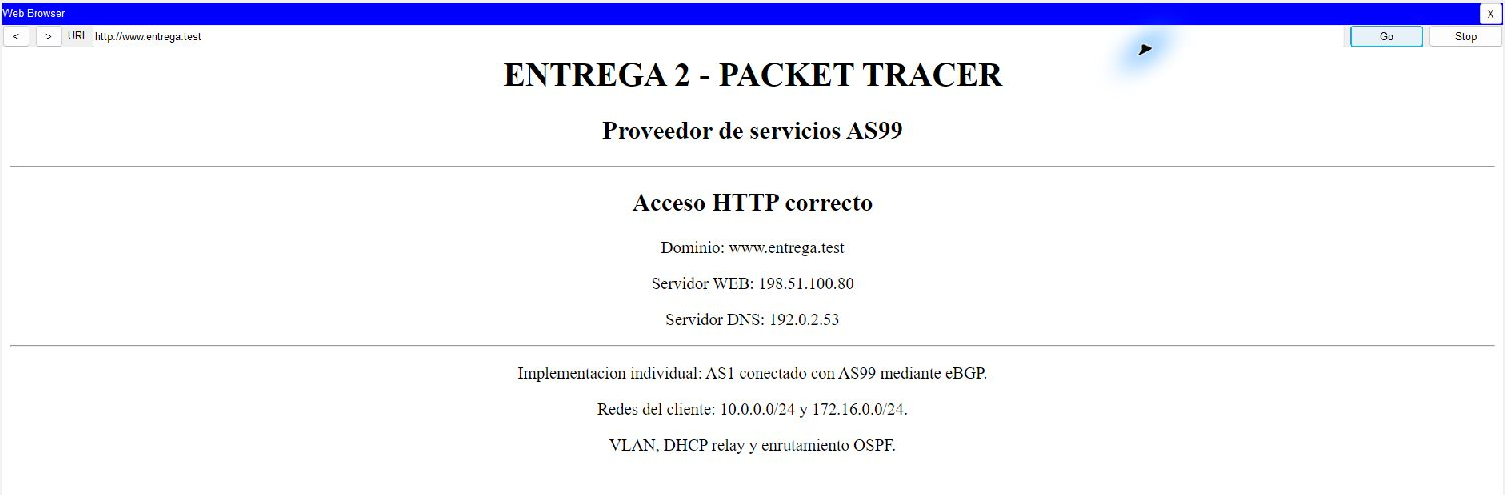 Web Browser
X
< > URL http://www.entrega.test Go Stop
ENTREGA 2 - PACKET TRACER
Proveedor de servicios AS99
Acceso HTTP correcto
Dominio: www.entrega.test
Servidor WEB: 198.51.100.80
Servidor DNS: 192.0.2.53
Implementacion individual: AS1 conectado con AS99 mediante eBGP.
Redes del cliente: 10.0.0.0/24 y 172.16.0.0/24.
VLAN, DHCP relay y enrutamiento OSPF.